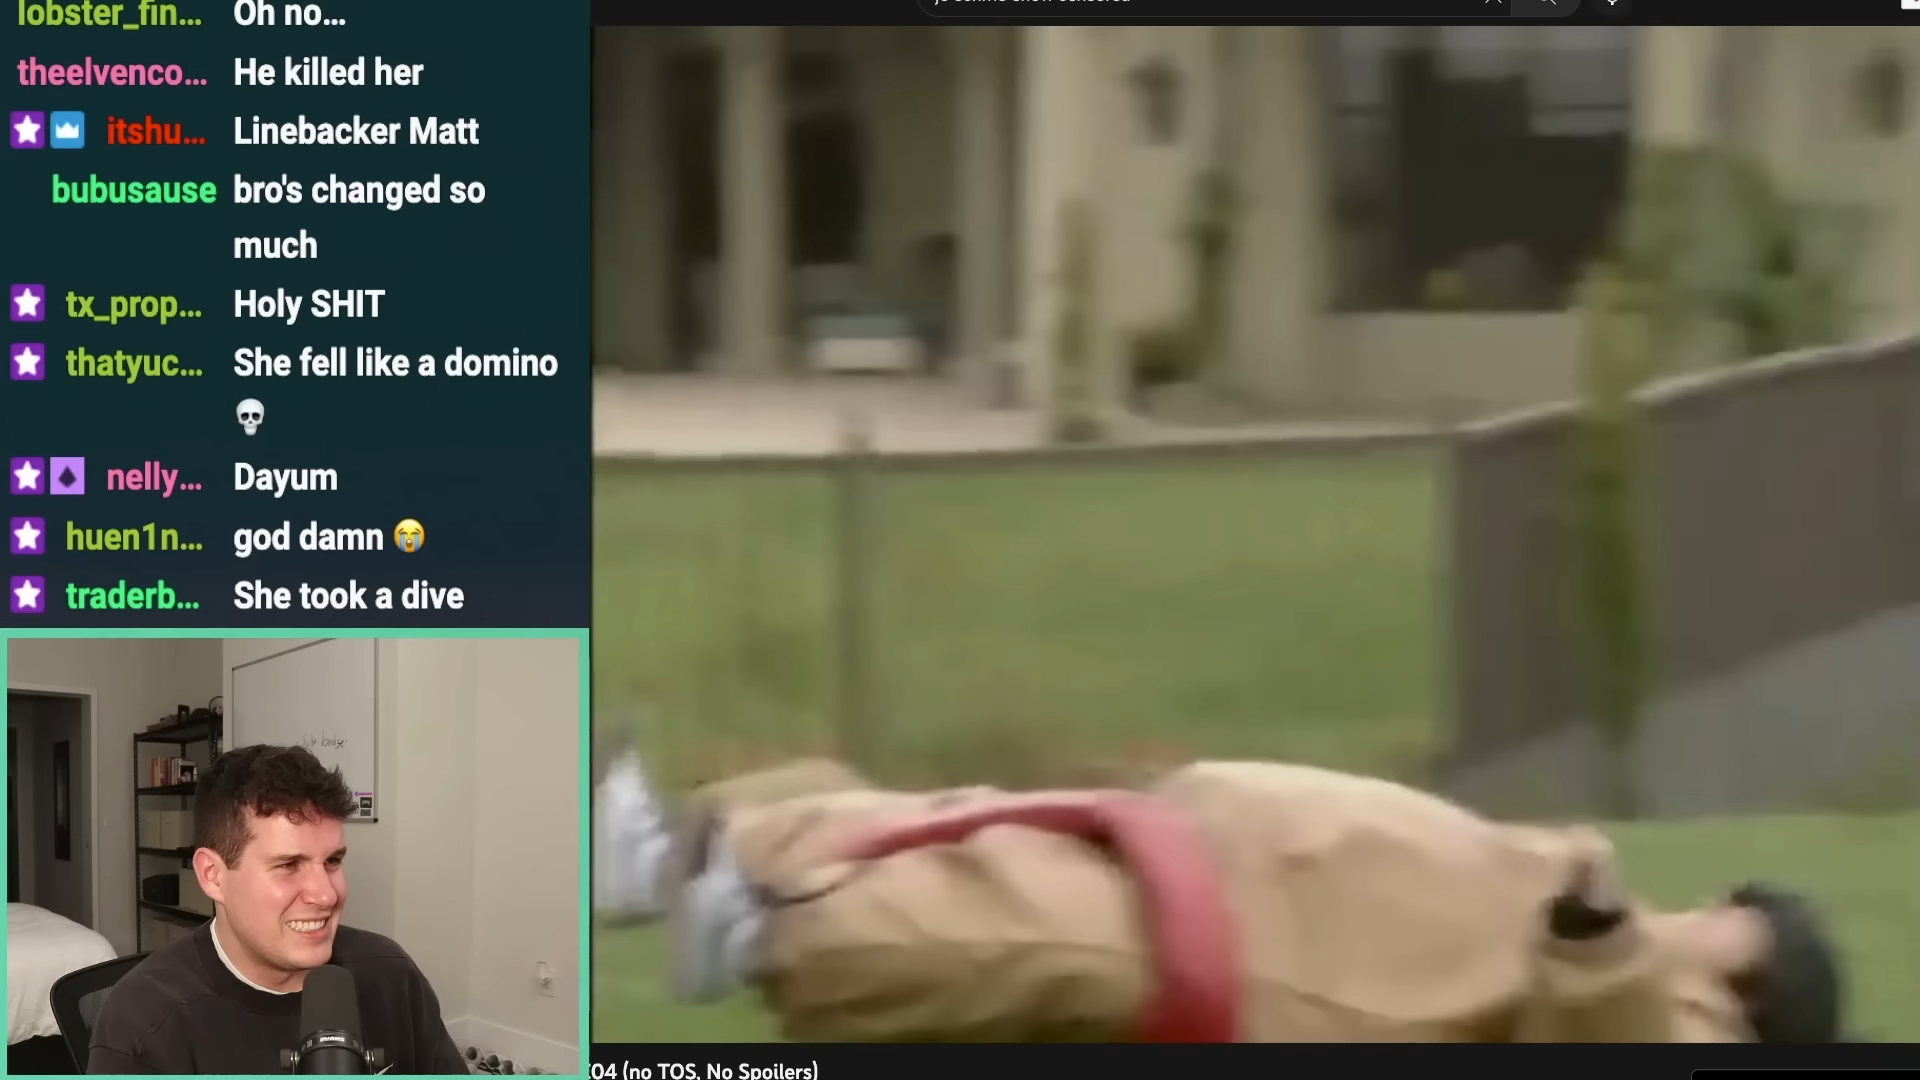 lobster_fin... Oh no...
theelvenco... He killed her
itshu... Linebacker Matt
bubusause bro's changed so
much
tx_prop... Holy SHIT
thatyuc... She fell like a domino
💀
nelly... Dayum
huen1n... god damn 😭
traderb... She took a dive
04 (no TOS, No Spoilers)